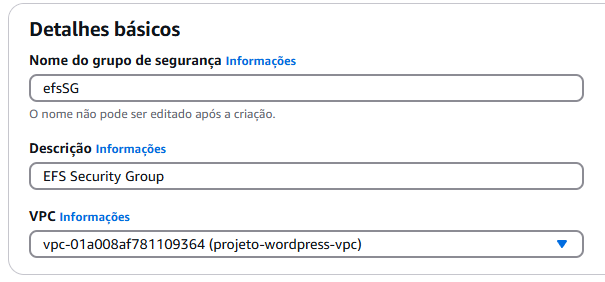 Detalhes básicos
Nome do grupo de segurança Informações
efsSG
O nome não pode ser editado após a criação.
Descrição Informações
EFS Security Group
VPC Informações
vpc-01a008af781109364 (projeto-wordpress-vpc)